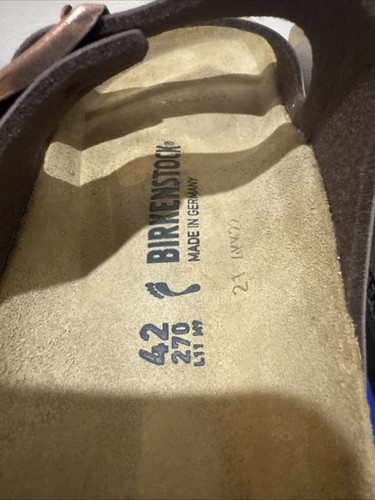 BIRKENSTOCK®
MADE IN GERMANY
42
270
L11 M9